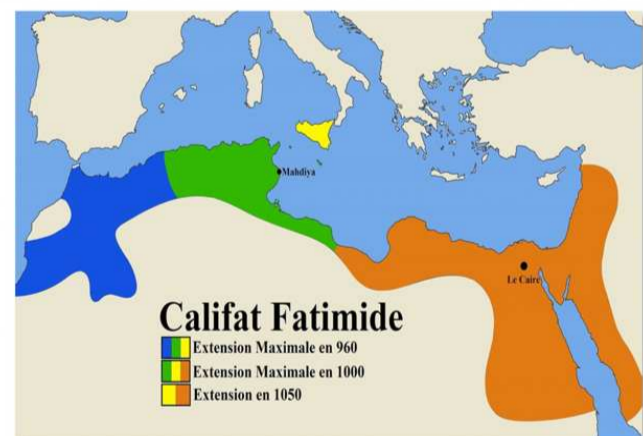 Mahdiya
Le Caire
Califat Fatimide
Extension Maximale en 960
Extension Maximale en 1000
Extension en 1050